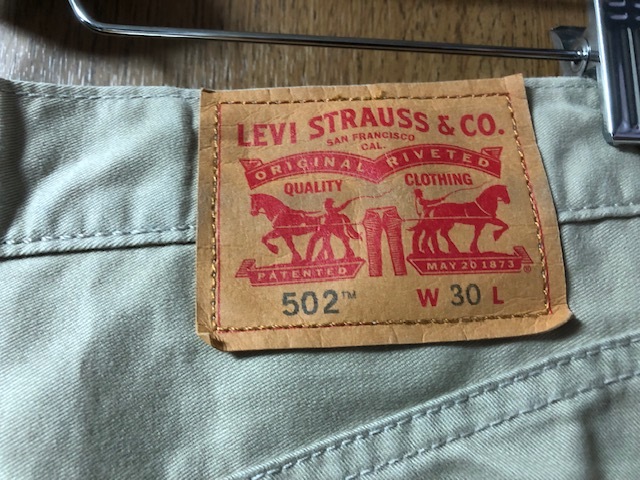 LEVI STRAUSS & CO.
SAN FRANCISCO
CAL.
ORIGINAL RIVETED
QUALITY CLOTHING
PATENTED MAY 20 1873 ®
502™ W 30 L